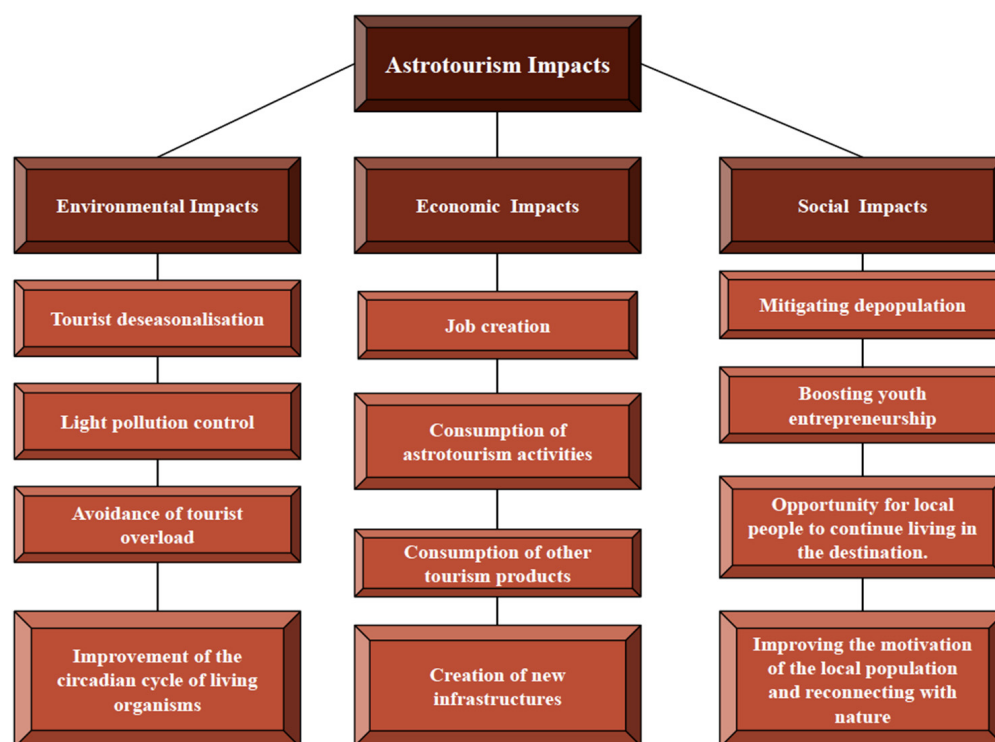 Astrotourism Impacts
Environmental Impacts
Tourist deseasonalisation
Light pollution control
Avoidance of tourist
overload
Improvement of the
circadian cycle of living
organisms
Economic Impacts
Job creation
Consumption of
astrotourism activities
Consumption of other
tourism products
Creation of new
infrastructures
Social Impacts
Mitigating depopulation
Boosting youth
entrepreneurship
Opportunity for local
people to continue living in
the destination.
Improving the motivation
of the local population
and reconnecting with
nature